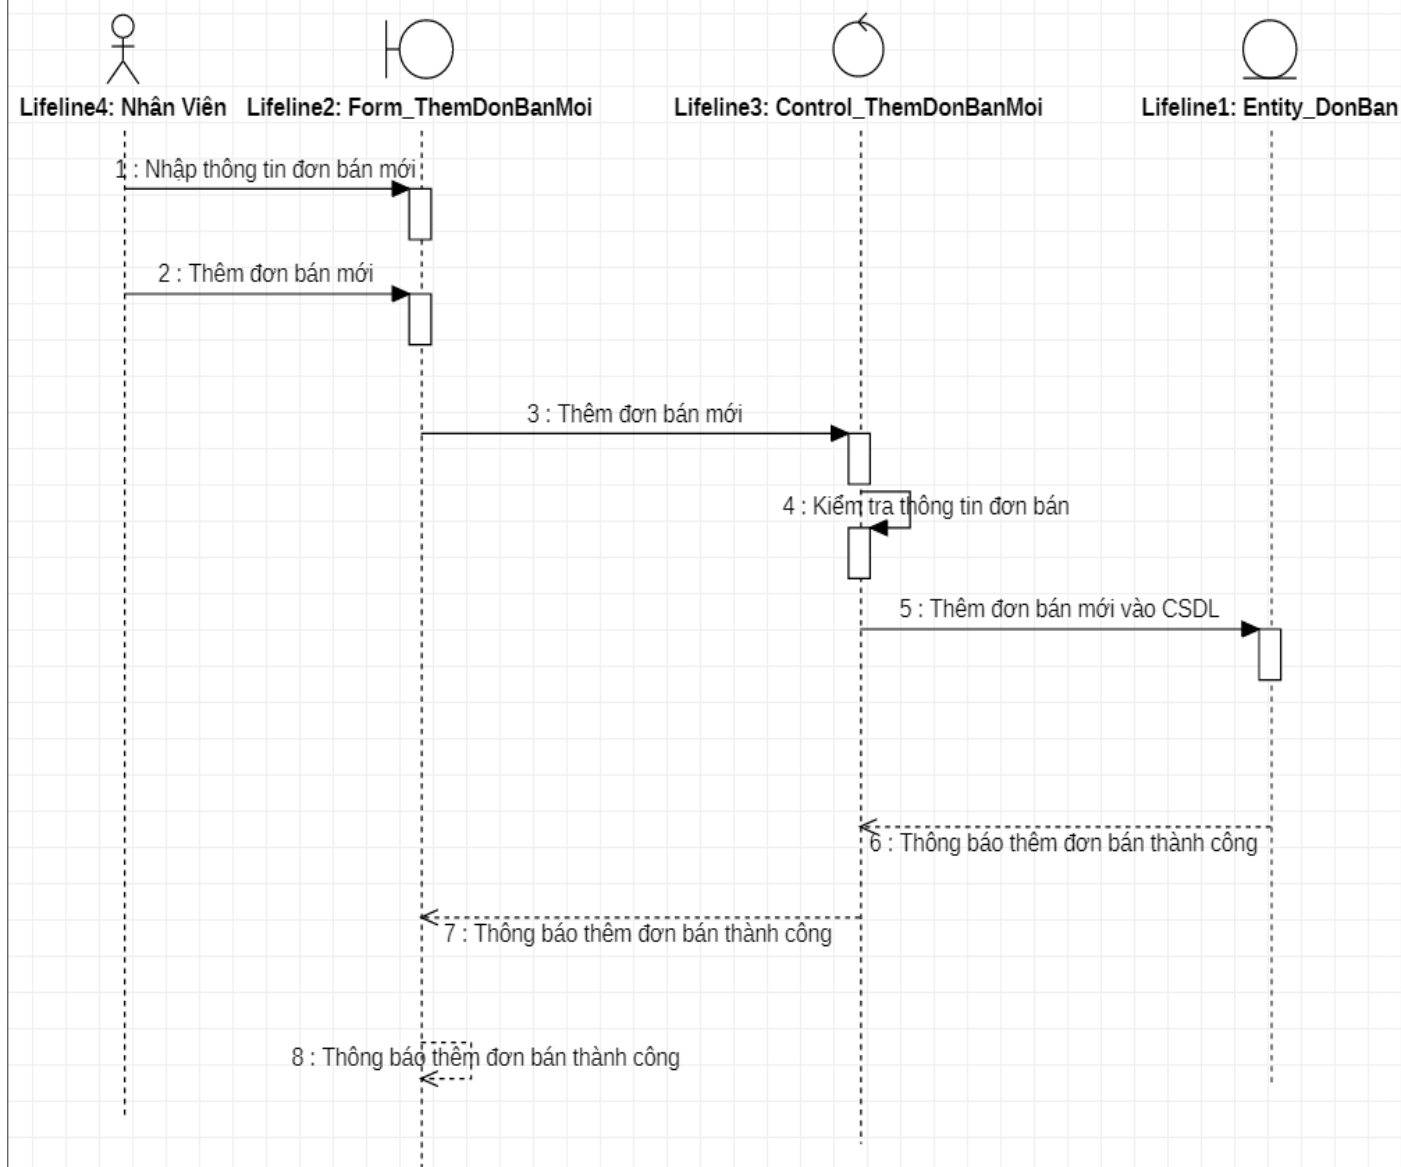 Lifeline4: Nhân Viên
Lifeline2: Form_ThemDonBanMoi
Lifeline3: Control_ThemDonBanMoi
Lifeline1: Entity_DonBan
1 : Nhập thông tin đơn bán mới
2 : Thêm đơn bán mới
3 : Thêm đơn bán mới
4 : Kiểm tra thông tin đơn bán
5 : Thêm đơn bán mới vào CSDL
6 : Thông báo thêm đơn bán thành công
7 : Thông báo thêm đơn bán thành công
8 : Thông báo thêm đơn bán thành công